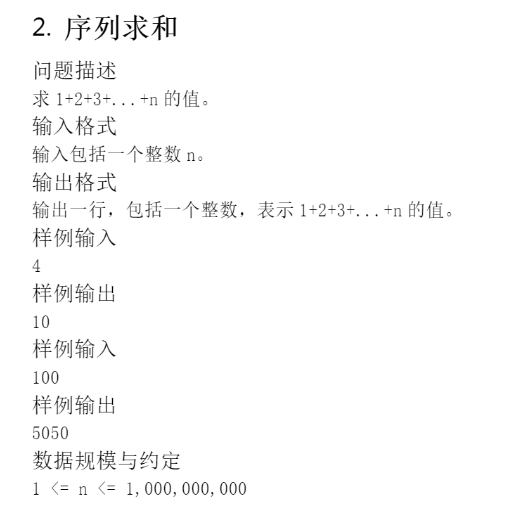 2. 序列求和
问题描述
求 1+2+3+...+n 的值。
输入格式
输入包括一个整数 n。
输出格式
输出一行，包括一个整数，表示 1+2+3+...+n 的值。
样例输入
4
样例输出
10
样例输入
100
样例输出
5050
数据规模与约定
1 <= n <= 1,000,000,000